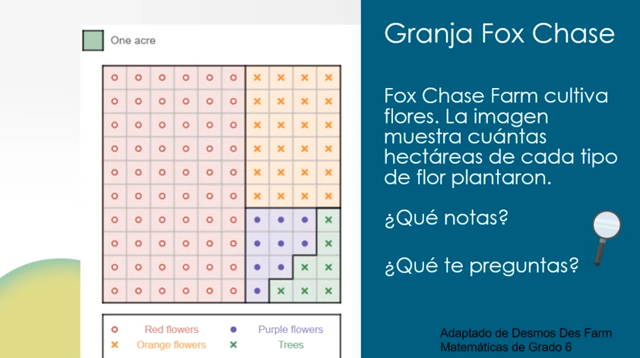 One acre
Granja Fox Chase
Fox Chase Farm cultiva
flores. La imagen
muestra cuántas
hectáreas de cada tipo
de flor plantaron.
¿Qué notas?
¿Qué te preguntas?
Red flowers
Purple flowers
Orange flowers
Trees
Adaptado de Desmos Des Farm
Matemáticas de Grado 6